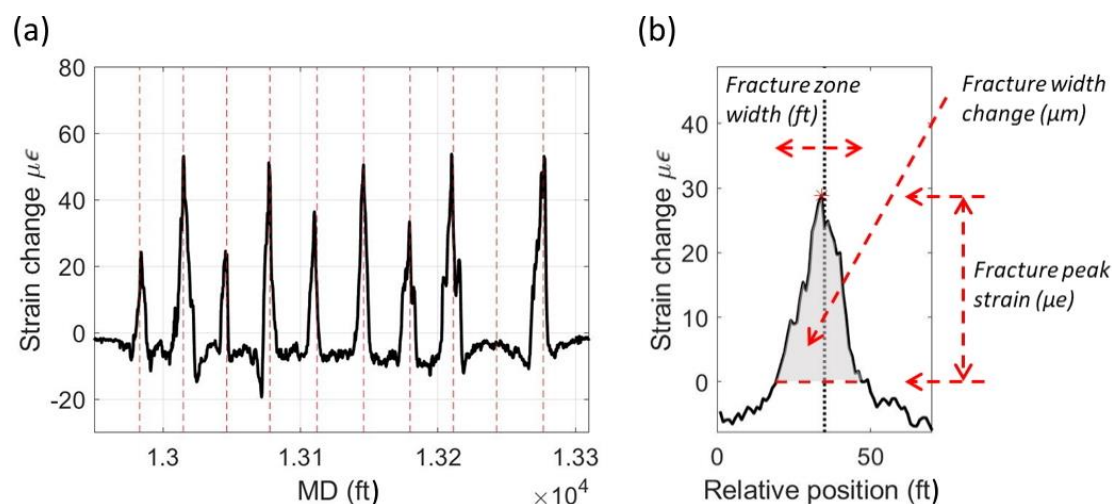 (a)
80
60
40
20
0
-20
Strain change με
1.3
1.31
1.32
1.33
MD (ft)
×10⁴
(b)
Fracture zone
width (ft)
Fracture width
change (μm)
Fracture peak
strain (μe)
40
30
20
10
0
Strain change με
0
50
Relative position (ft)